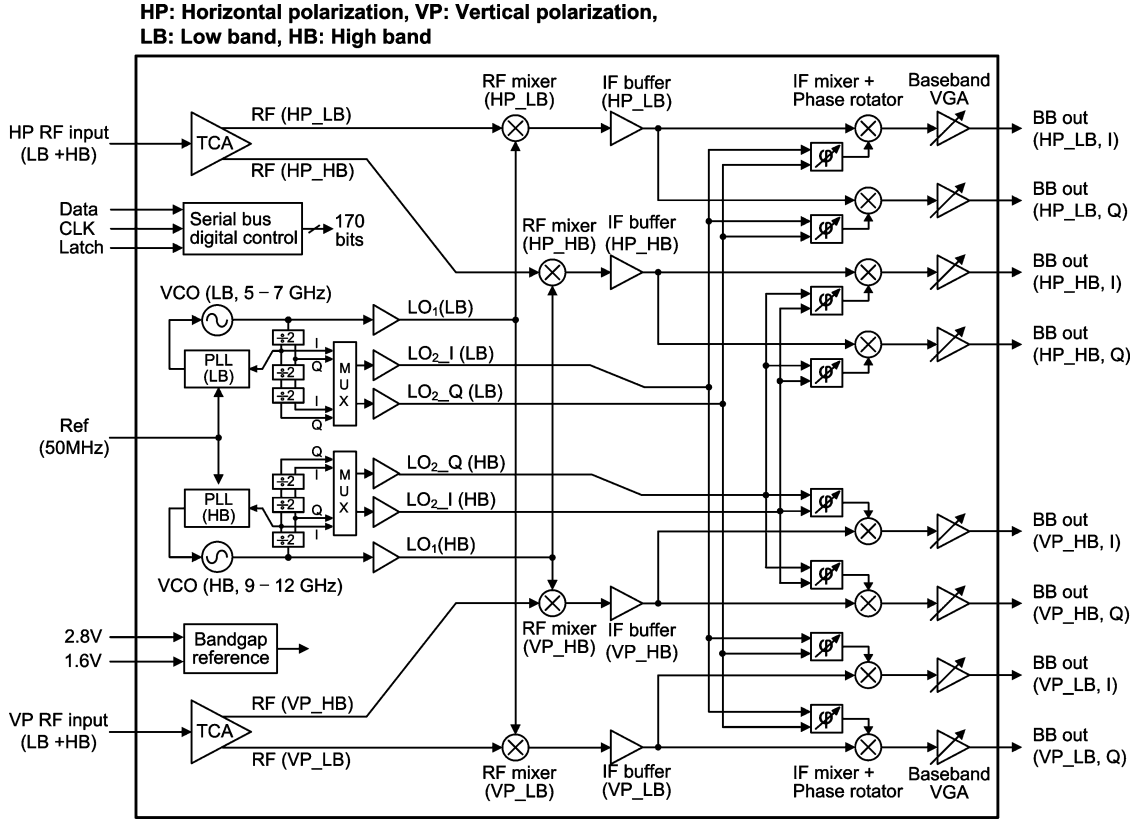 HP: Horizontal polarization, VP: Vertical polarization,
LB: Low band, HB: High band
RF mixer
(HP_LB)
IF buffer
(HP_LB)
IF mixer +
Phase rotator
Baseband
VGA
HP RF input
(LB +HB)
TCA
RF (HP_LB)
RF (HP_HB)
BB out
(HP_LB, I)
φ
BB out
(HP_LB, Q)
φ
Data
CLK
Latch
Serial bus
digital control
170
bits
RF mixer
(HP_HB)
IF buffer
(HP_HB)
BB out
(HP_HB, I)
φ
BB out
(HP_HB, Q)
φ
VCO (LB, 5 – 7 GHz)
LO1(LB)
PLL
(LB)
÷2
÷2
÷2
I
Q
I
Q
MUX
LO2_I (LB)
LO2_Q (LB)
Ref
(50MHz)
LO2_Q (HB)
LO2_I (HB)
PLL
(HB)
÷2
÷2
÷2
Q
I
Q
I
MUX
LO1(HB)
VCO (HB, 9 – 12 GHz)
φ
BB out
(VP_HB, I)
φ
BB out
(VP_HB, Q)
RF mixer
(VP_HB)
IF buffer
(VP_HB)
2.8V
1.6V
Bandgap
reference
φ
BB out
(VP_LB, I)
VP RF input
(LB +HB)
TCA
RF (VP_HB)
RF (VP_LB)
φ
BB out
(VP_LB, Q)
RF mixer
(VP_LB)
IF buffer
(VP_LB)
IF mixer +
Phase rotator
Baseband
VGA